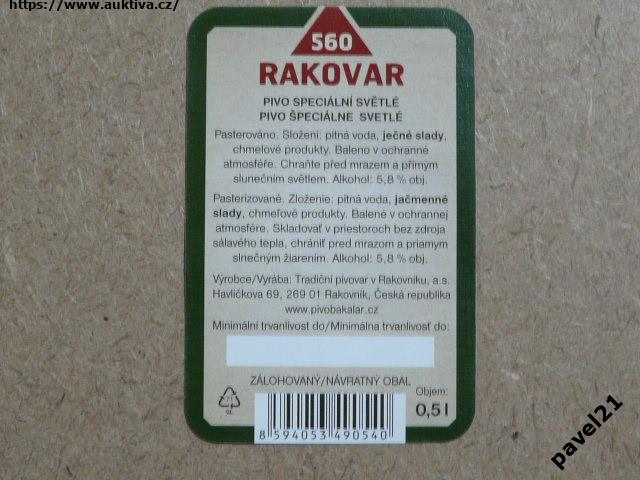 https://www.auktiva.cz/
560
RAKOVAR
PIVO SPECIÁLNÍ SVĚTLÉ
PIVO ŠPECIÁLNE SVETLÉ
Pasterováno. Složení: pitná voda, ječné slady,
chmelové produkty. Baleno v ochranné
atmosféře. Chraňte před mrazem a přímým
slunečním světlem. Alkohol: 5,8 % obj.
Pasterizované. Zloženie: pitná voda, jačmenné
slady, chmeľové produkty. Balené v ochrannej
atmosfére. Skladovať v priestoroch bez zdroja
sálavého tepla, chrániť pred mrazom a priamym
slnečným žiarením. Alkohol: 5,8 % obj.
Výrobce/Vyrába: Tradiční pivovar v Rakovníku, a.s.
Havlíčkova 69, 269 01 Rakovník, Česká republika
www.pivobakalar.cz
Minimální trvanlivost do/Minimálna trvanlivosť do:
ZÁLOHOVANÝ/NÁVRATNÝ OBAL
Objem:
0,5 l
GL
8 594053 490540
pavel21